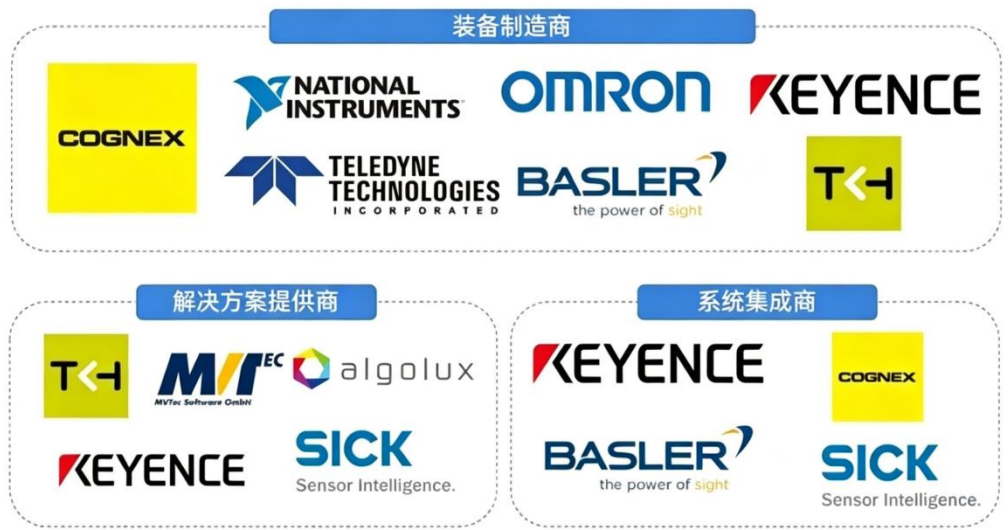 装备制造商
COGNEX
NATIONAL
INSTRUMENTS
OMRON
KEYENCE
TELEDYNE
TECHNOLOGIES
INCORPORATED
BASLER
the power of sight
TKH
解决方案提供商
TKH
MVTEC
MVTec Software GmbH
algolux
KEYENCE
SICK
Sensor Intelligence.
系统集成商
KEYENCE
COGNEX
BASLER
the power of sight
SICK
Sensor Intelligence.